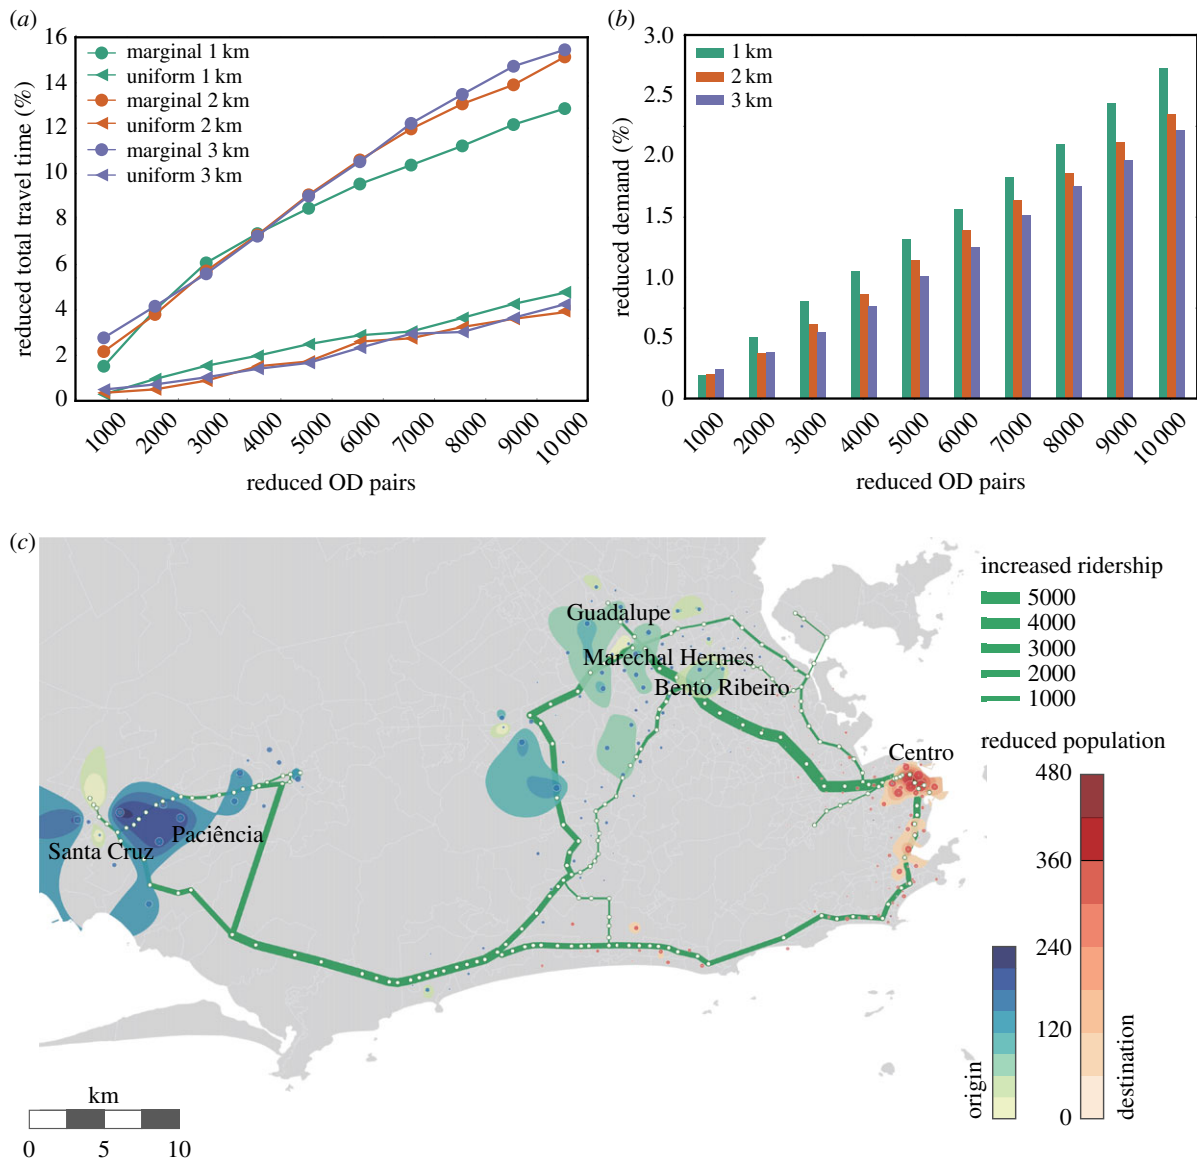 (a)
16
14
12
10
8
6
4
2
0
reduced total travel time (%)
marginal 1 km
uniform 1 km
marginal 2 km
uniform 2 km
marginal 3 km
uniform 3 km
1000
2000
3000
4000
5000
6000
7000
8000
9000
10 000
reduced OD pairs
(b)
3.0
2.5
2.0
1.5
1.0
0.5
0
reduced demand (%)
1 km
2 km
3 km
1000
2000
3000
4000
5000
6000
7000
8000
9000
10 000
reduced OD pairs
(c)
Guadalupe
Marechal Hermes
Bento Ribeiro
Centro
Paciência
Santa Cruz
increased ridership
5000
4000
3000
2000
1000
reduced population
480
360
240
120
0
origin
destination
km
0 5 10